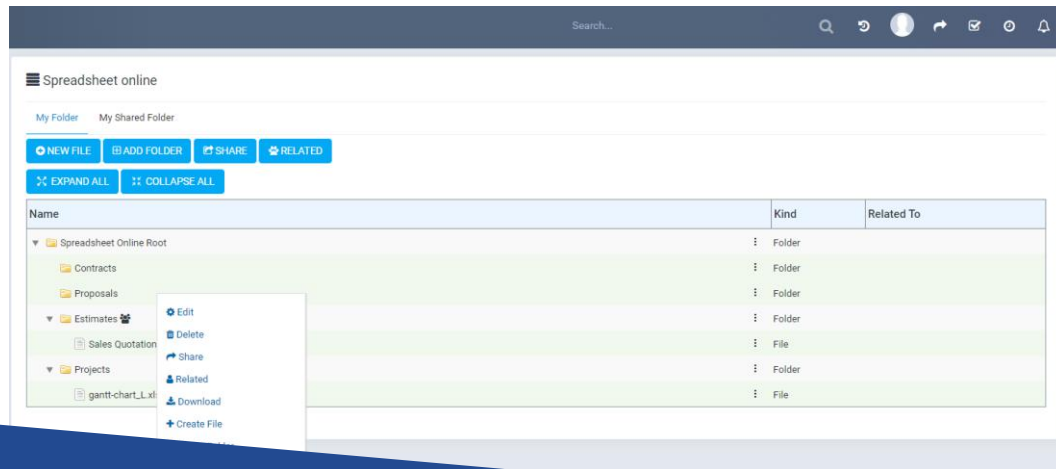 Search...
Spreadsheet online
My Folder My Shared Folder
NEW FILE ADD FOLDER SHARE RELATED
EXPAND ALL COLLAPSE ALL
Name Kind Related To
Spreadsheet Online Root Folder
Contracts Folder
Proposals Folder
Edit
Estimates Folder
Delete
Sales Quotation File
Share
Projects Folder
Related
gantt-chart_L.xl File
Download
Create File